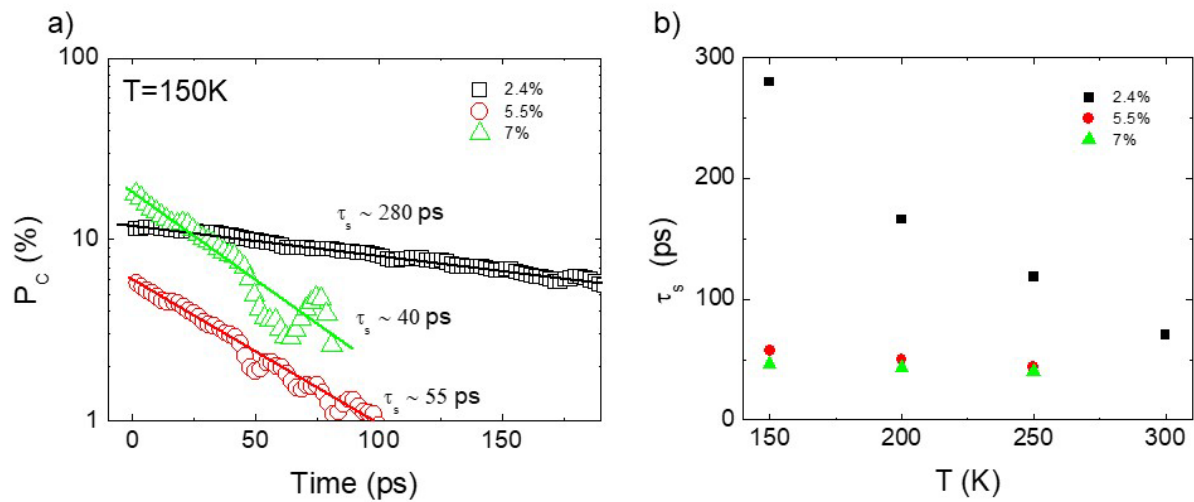 a)
T=150K
2.4%
5.5%
7%
τs ~ 280 ps
τs ~ 40 ps
τs ~ 55 ps
PC (%)
100
10
1
0
50
100
150
Time (ps)
b)
2.4%
5.5%
7%
τs (ps)
300
200
100
0
150
200
250
300
T (K)